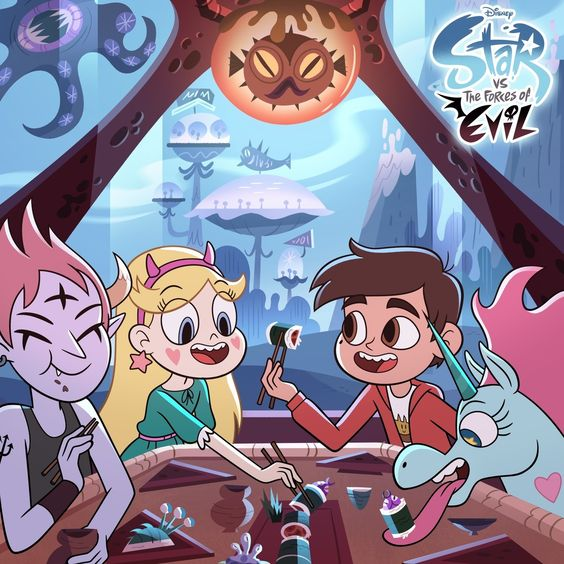 Disney
Star
vs
The Forces of
Evil